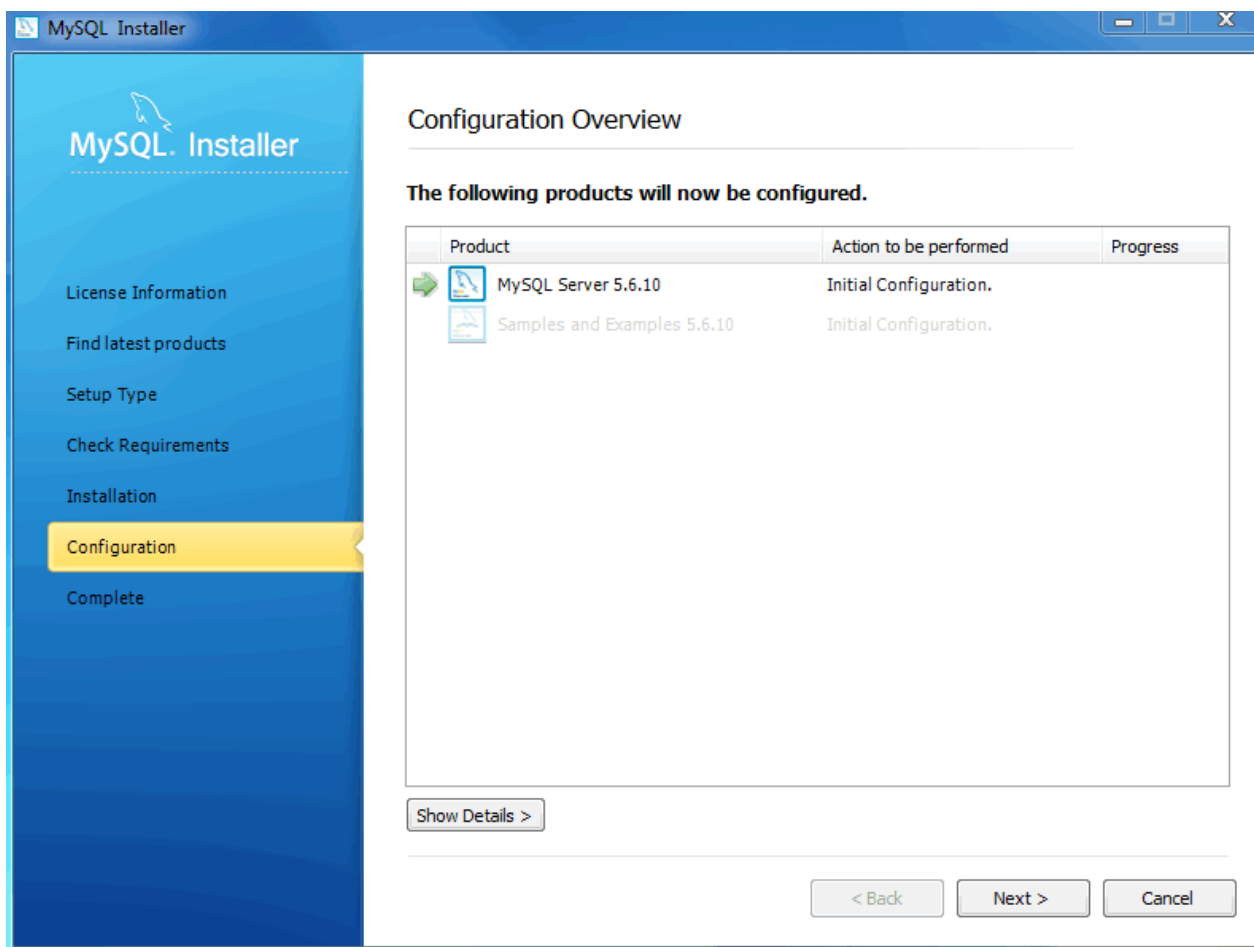 MySQL Installer
MySQL. Installer
License Information
Find latest products
Setup Type
Check Requirements
Installation
Configuration
Complete
Configuration Overview
The following products will now be configured.
Product Action to be performed Progress
MySQL Server 5.6.10 Initial Configuration.
Samples and Examples 5.6.10 Initial Configuration.
Show Details >
< Back Next > Cancel